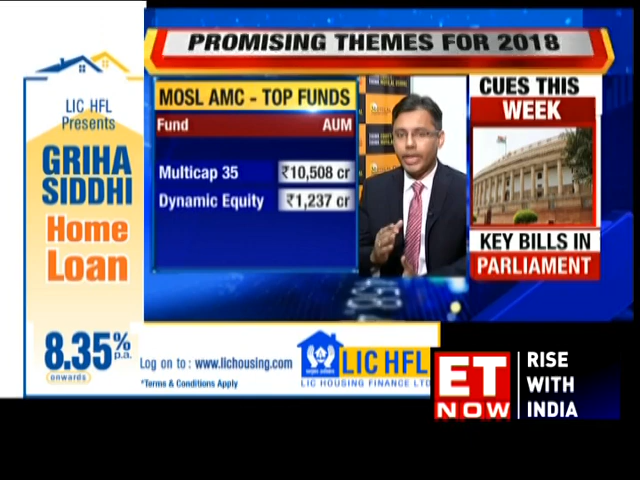 PROMISING THEMES FOR 2018
LIC HFL
Presents
GRIHA
SIDDHI
Home
Loan
8.35%
p.a.
onwards
MOSL AMC - TOP FUNDS
Fund AUM
Multicap 35 ₹10,508 cr
Dynamic Equity ₹1,237 cr
CUES THIS
WEEK
KEY BILLS IN
PARLIAMENT
Log on to : www.lichousing.com
*Terms & Conditions Apply
LIC HFL
LIC HOUSING FINANCE LTD
ET
NOW
RISE
WITH
INDIA